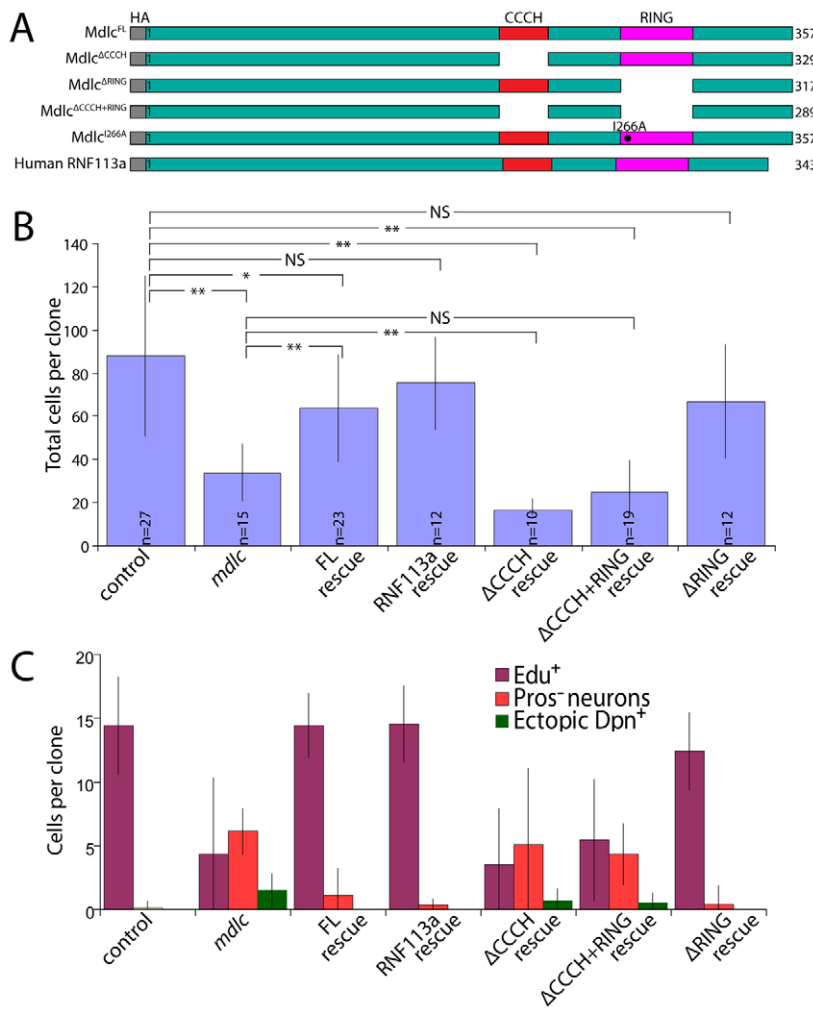 A
HA CCCH RING
Mdlc^FL 357
Mdlc^ΔCCCH 329
Mdlc^ΔRING 317
Mdlc^ΔCCCH+RING 289
I266A
Mdlc^I266A 357
Human RNF113a 343
B
NS
**
**
NS
*
**
NS
**
**
Total cells per clone
140
120
100
80
60
40
20
0
n=27 n=15 n=23 n=12 n=10 n=19 n=12
control
mdlc
FL
rescue
RNF113a
rescue
ΔCCCH
rescue
ΔCCCH+RING
rescue
ΔRING
rescue
C
Edu+
Pros- neurons
Ectopic Dpn+
Cells per clone
20
15
10
5
0
control
mdlc
FL
rescue
RNF113a
rescue
ΔCCCH
rescue
ΔCCCH+RING
rescue
ΔRING
rescue